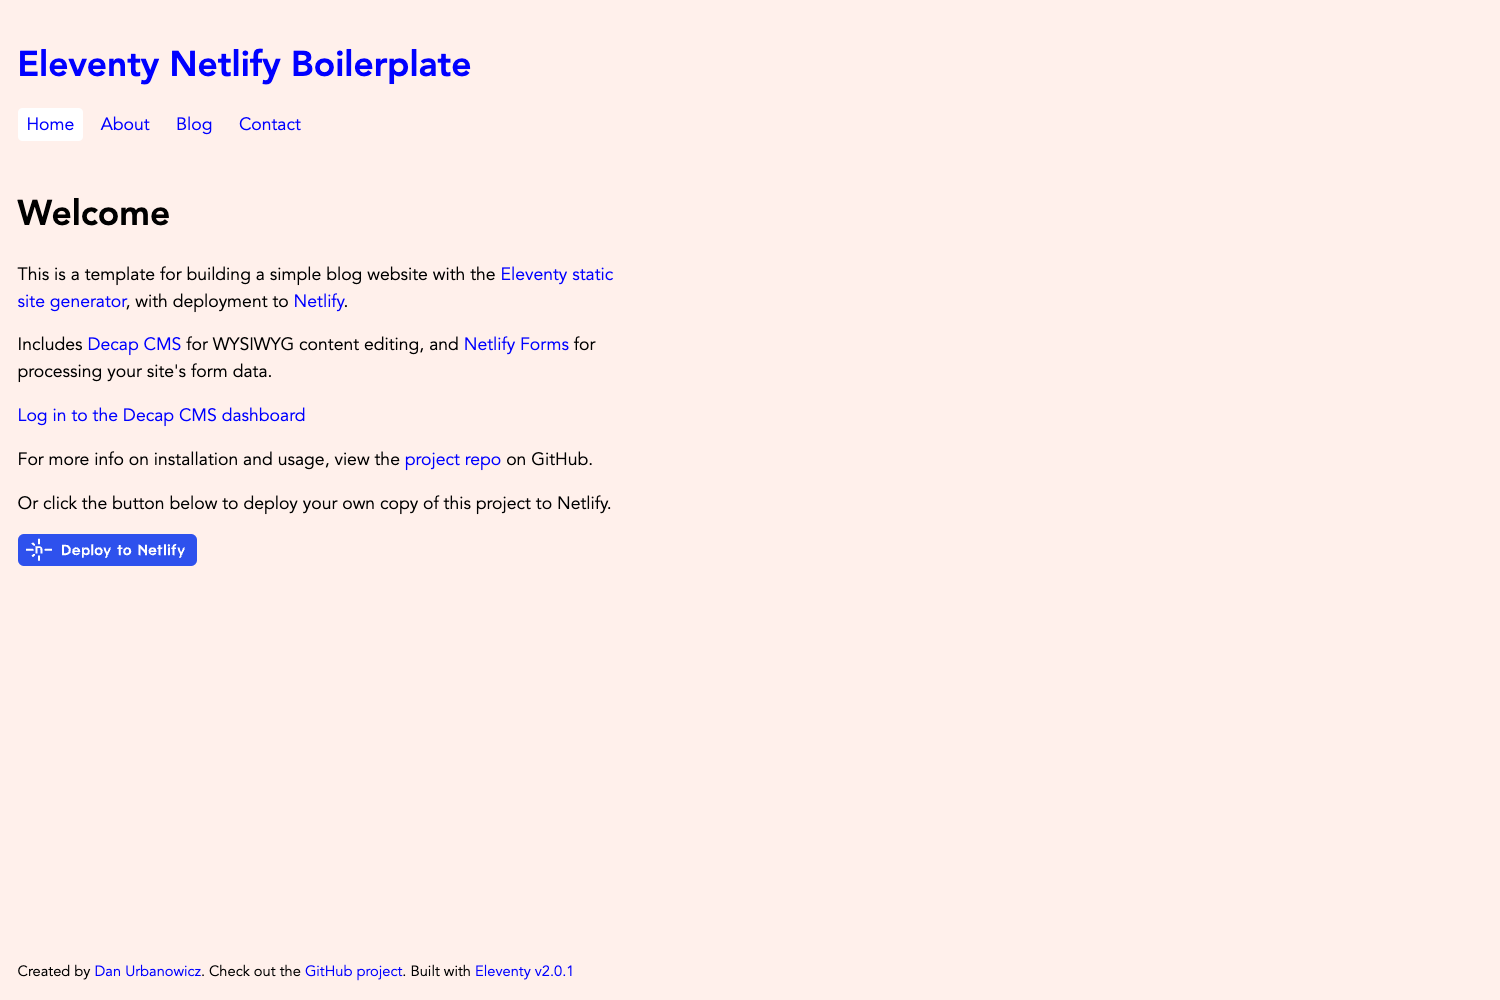 Eleventy Netlify Boilerplate
Home About Blog Contact
Welcome
This is a template for building a simple blog website with the Eleventy static
site generator, with deployment to Netlify.
Includes Decap CMS for WYSIWYG content editing, and Netlify Forms for
processing your site's form data.
Log in to the Decap CMS dashboard
For more info on installation and usage, view the project repo on GitHub.
Or click the button below to deploy your own copy of this project to Netlify.
Deploy to Netlify
Created by Dan Urbanowicz. Check out the GitHub project. Built with Eleventy v2.0.1